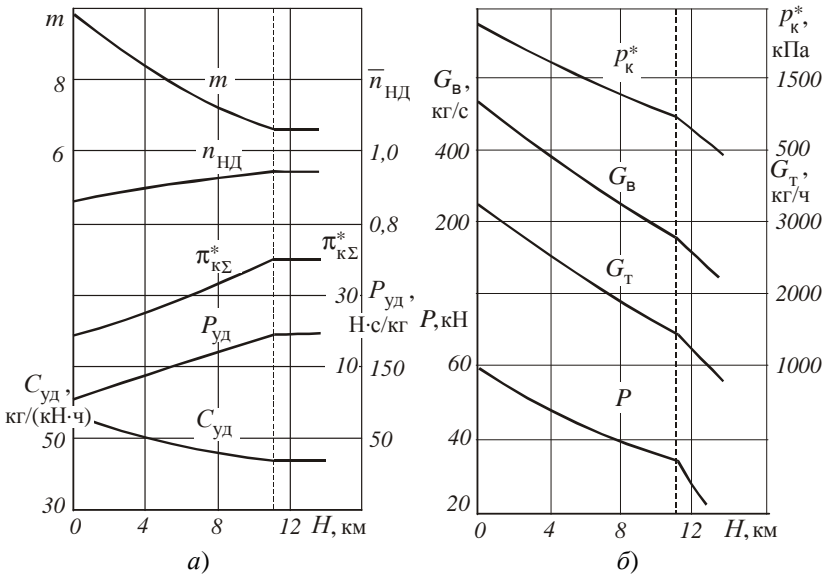 m
8
6
m
n̅НД
n НД
1,0
0,8
π*кΣ
π*кΣ
30
Pуд ,
Н·с/кг
Pуд
10
150
Cуд ,
кг/(кН·ч)
Cуд
50
50
30
0 4 8 12 H, км
а)
p*к,
кПа
p*к
1500
Gв,
кг/с
400
500
Gв
Gт,
кг/ч
200
3000
Gт
2000
P, кН
60
1000
P
40
20
0 4 8 12 H, км
б)